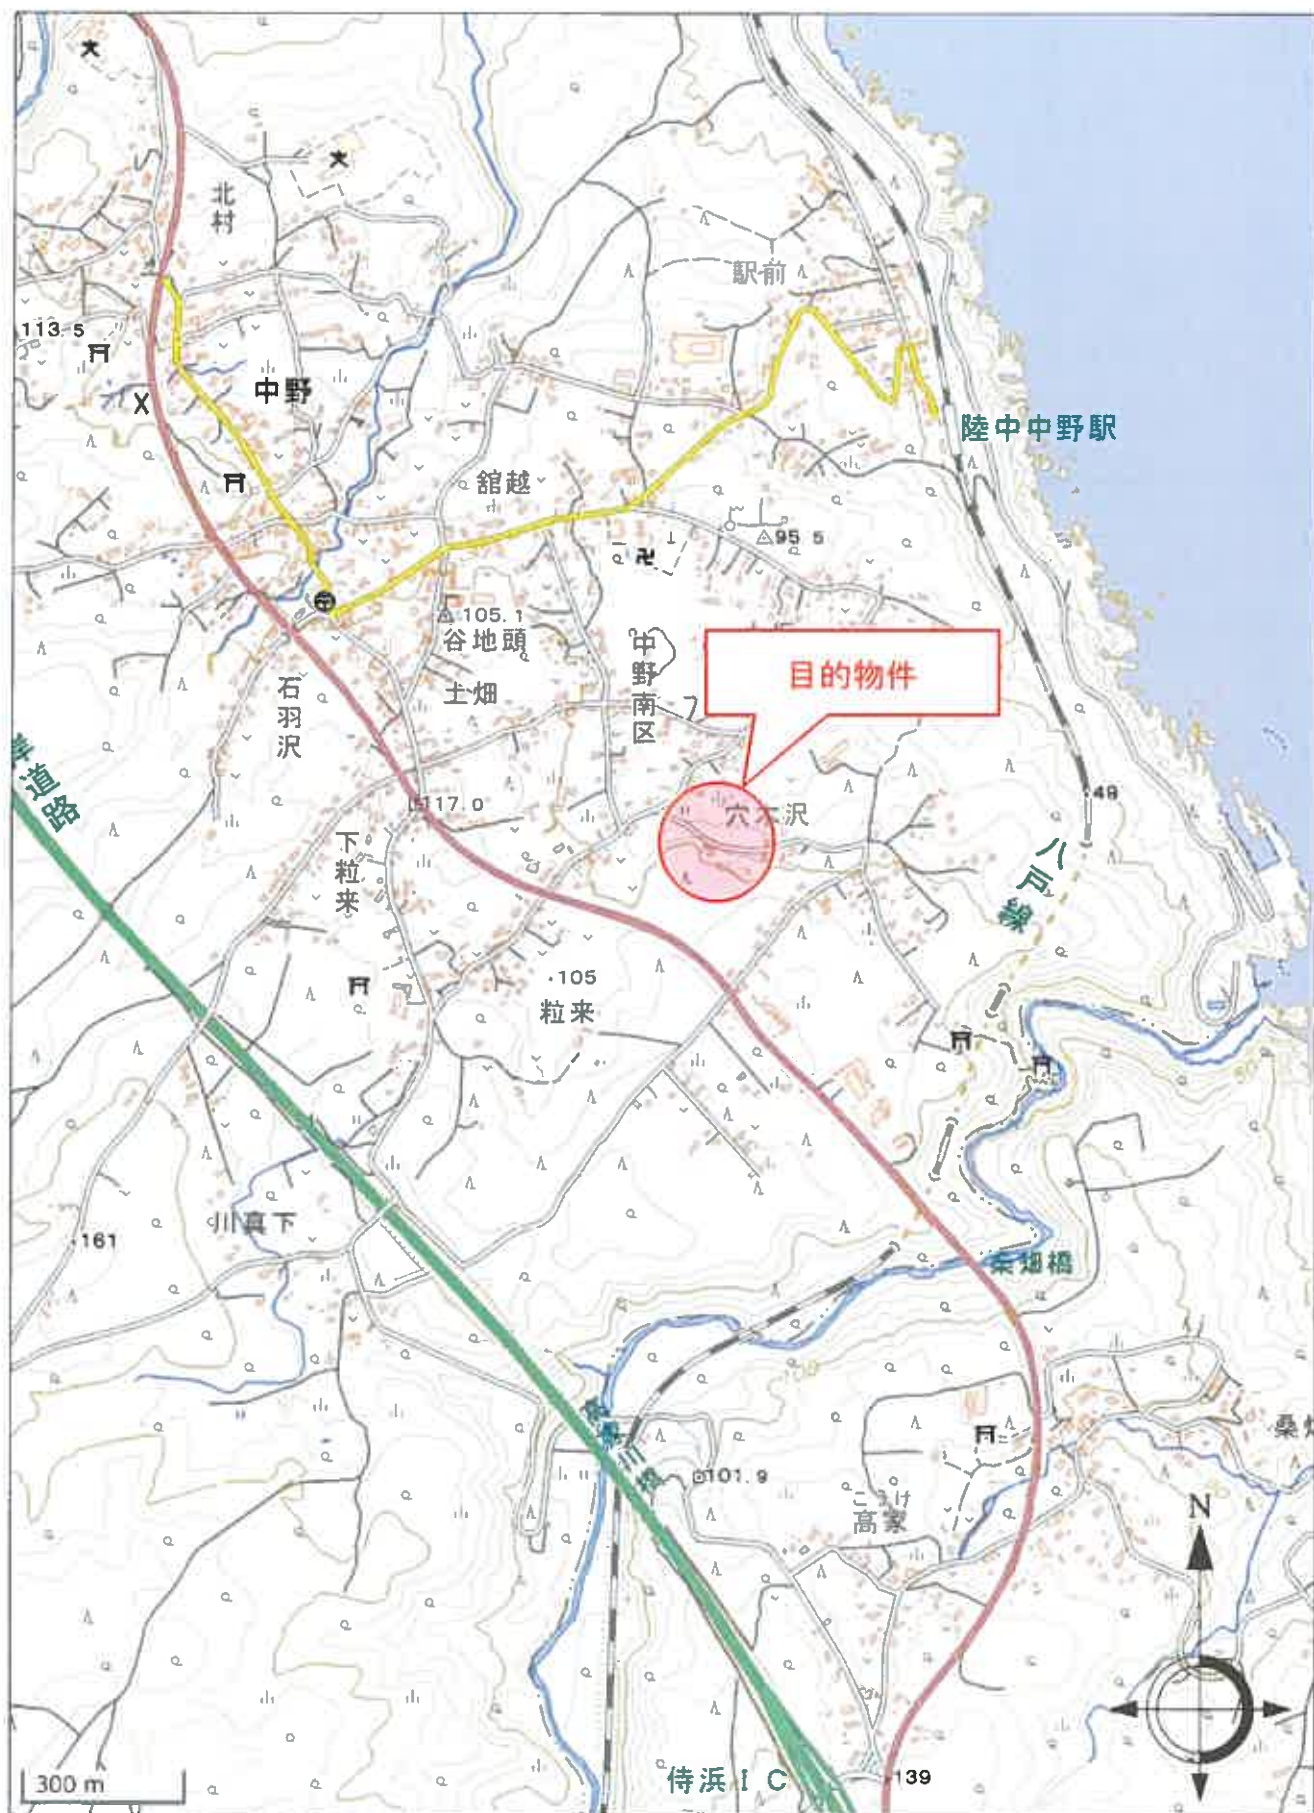 北村
駅前
113.5
中野
陸中中野駅
舘越
95.5
105.1
谷地頭
中野南区
目的物件
土畑
石羽沢
道路
49
117.0
穴木沢
八戸線
下粒来
105
粒来
川真下
161
桑畑橋
101.9
こうけ
高家
N
300 m
侍浜IC
139